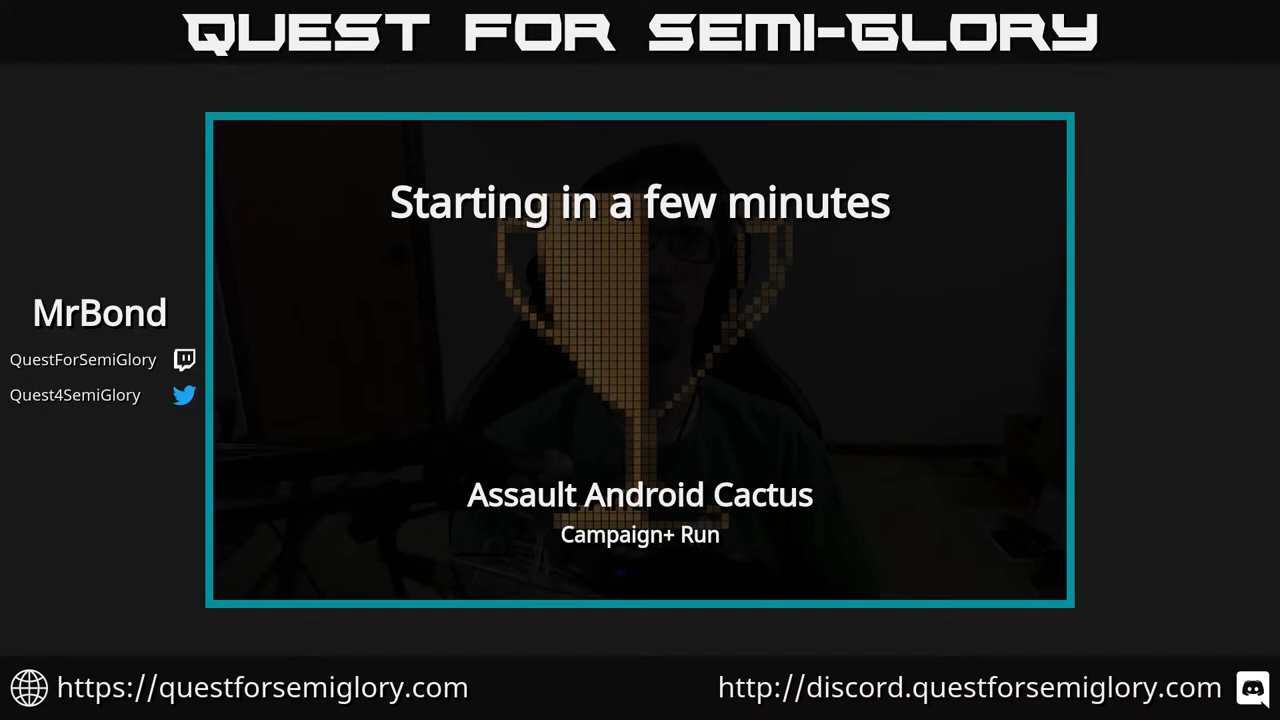 QUEST FOR SEMI-GLORY
Starting in a few minutes
MrBond
QuestForSemiGlory
Quest4SemiGlory
Assault Android Cactus
Campaign+ Run
https://questforsemiglory.com
http://discord.questforsemiglory.com